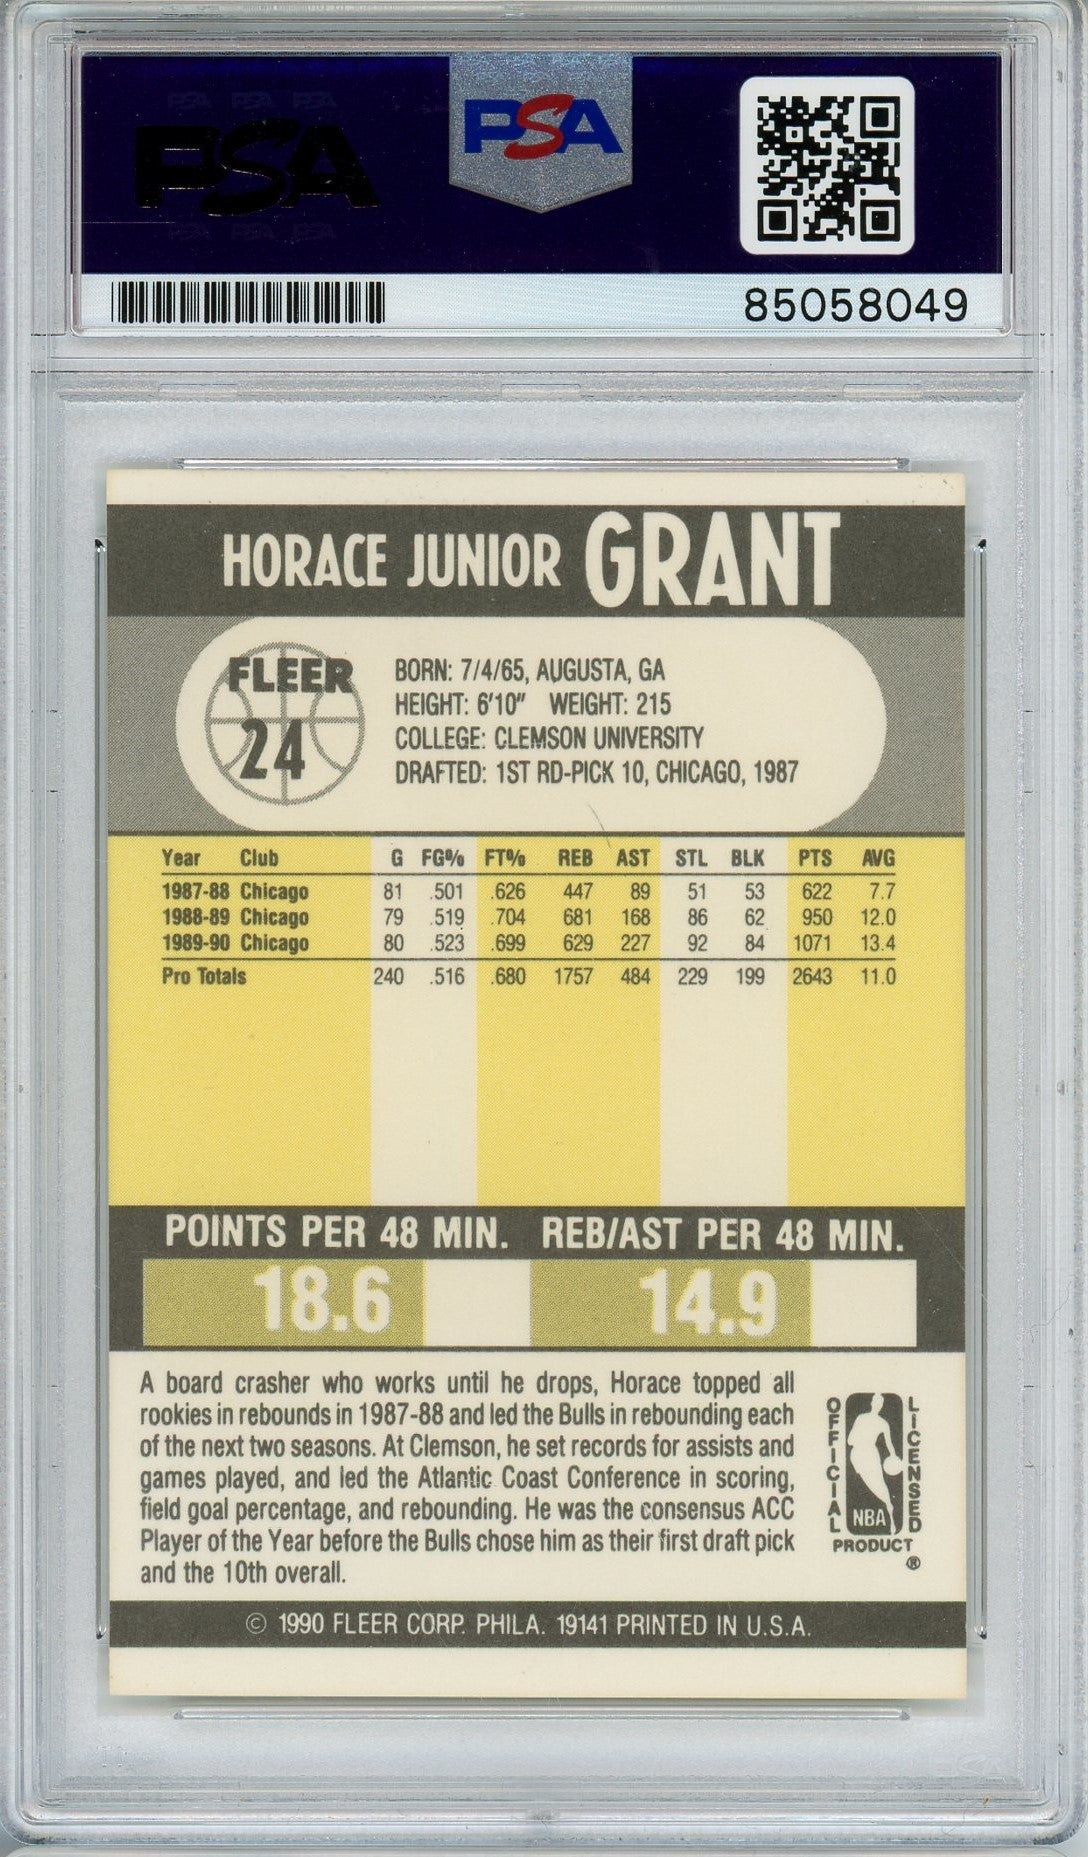 PSA PSA PSA
PSA
PSA
PSA PSA PSA
85058049
HORACE JUNIOR GRANT
FLEER
24
BORN: 7/4/65, AUGUSTA, GA
HEIGHT: 6'10" WEIGHT: 215
COLLEGE: CLEMSON UNIVERSITY
DRAFTED: 1ST RD-PICK 10, CHICAGO, 1987
Year Club G FG% FT% REB AST STL BLK PTS AVG
1987-88 Chicago 81 .501 .626 447 89 51 53 622 7.7
1988-89 Chicago 79 .519 .704 681 168 86 62 950 12.0
1989-90 Chicago 80 .523 .699 629 227 92 84 1071 13.4
Pro Totals 240 .516 .680 1757 484 229 199 2643 11.0
POINTS PER 48 MIN. REB/AST PER 48 MIN.
18.6 14.9
A board crasher who works until he drops, Horace topped all
rookies in rebounds in 1987-88 and led the Bulls in rebounding each
of the next two seasons. At Clemson, he set records for assists and
games played, and led the Atlantic Coast Conference in scoring,
field goal percentage, and rebounding. He was the consensus ACC
Player of the Year before the Bulls chose him as their first draft pick
and the 10th overall.
OFFICIAL LICENSED
NBA
PRODUCT
®
© 1990 FLEER CORP. PHILA. 19141 PRINTED IN U.S.A.